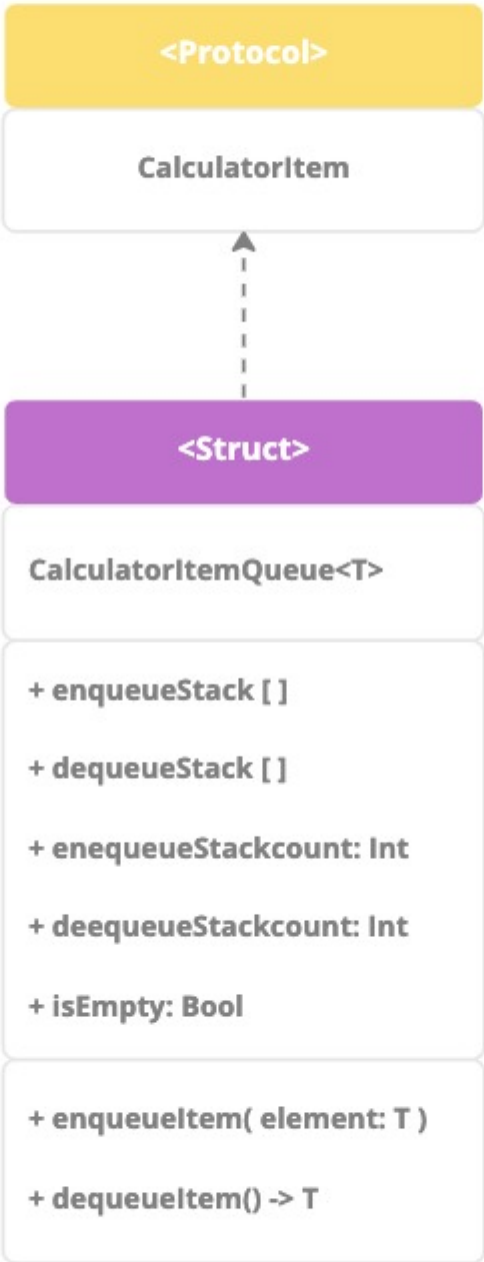 <Protocol>
CalculatorItem
<Struct>
CalculatorItemQueue<T>
+ enqueueStack [ ]
+ dequeueStack [ ]
+ enequeueStackcount: Int
+ deequeueStackcount: Int
+ isEmpty: Bool
+ enqueueItem( element: T )
+ dequeueItem() -> T